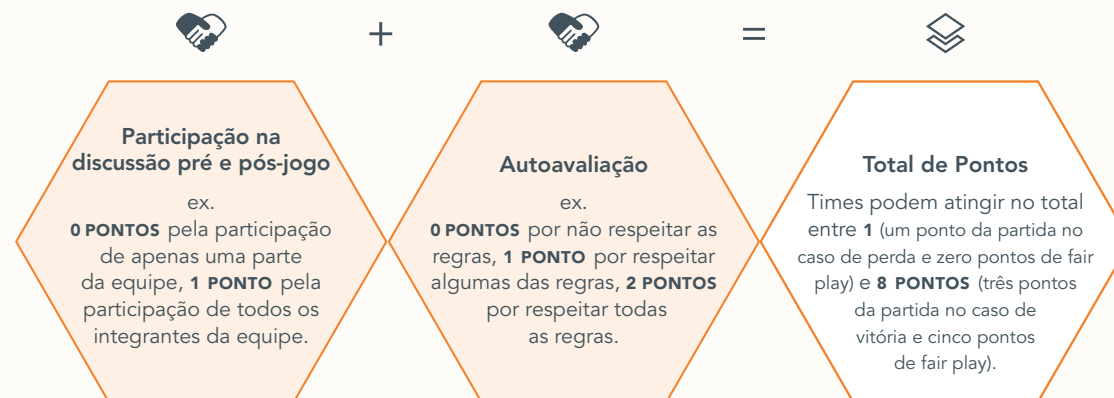 +
=
Participação na
discussão pré e pós-jogo
ex.
0 PONTOS pela participação
de apenas uma parte
da equipe, 1 PONTO pela
participação de todos os
integrantes da equipe.
Autoavaliação
ex.
0 PONTOS por não respeitar as
regras, 1 PONTO por respeitar
algumas das regras, 2 PONTOS
por respeitar todas
as regras.
Total de Pontos
Times podem atingir no total
entre 1 (um ponto da partida no
caso de perda e zero pontos de fair
play) e 8 PONTOS (três pontos
da partida no caso de
vitória e cinco pontos
de fair play).